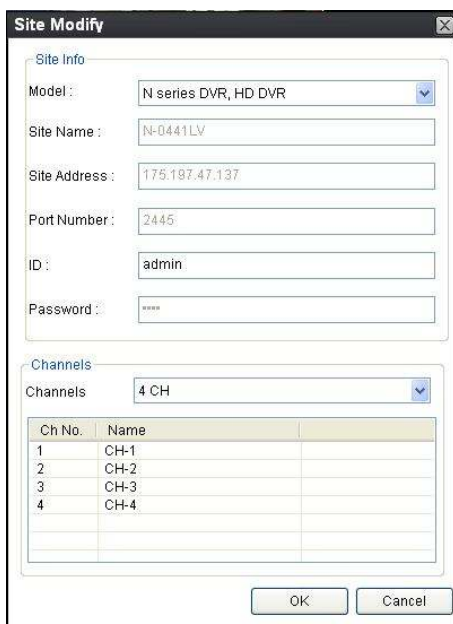 Site Modify
Site Info
Model : N series DVR, HD DVR
Site Name : N-0441LV
Site Address : 175.197.47.137
Port Number : 2445
ID : admin
Password : ****
Channels
Channels 4 CH
Ch No. Name
1 CH-1
2 CH-2
3 CH-3
4 CH-4
OK Cancel